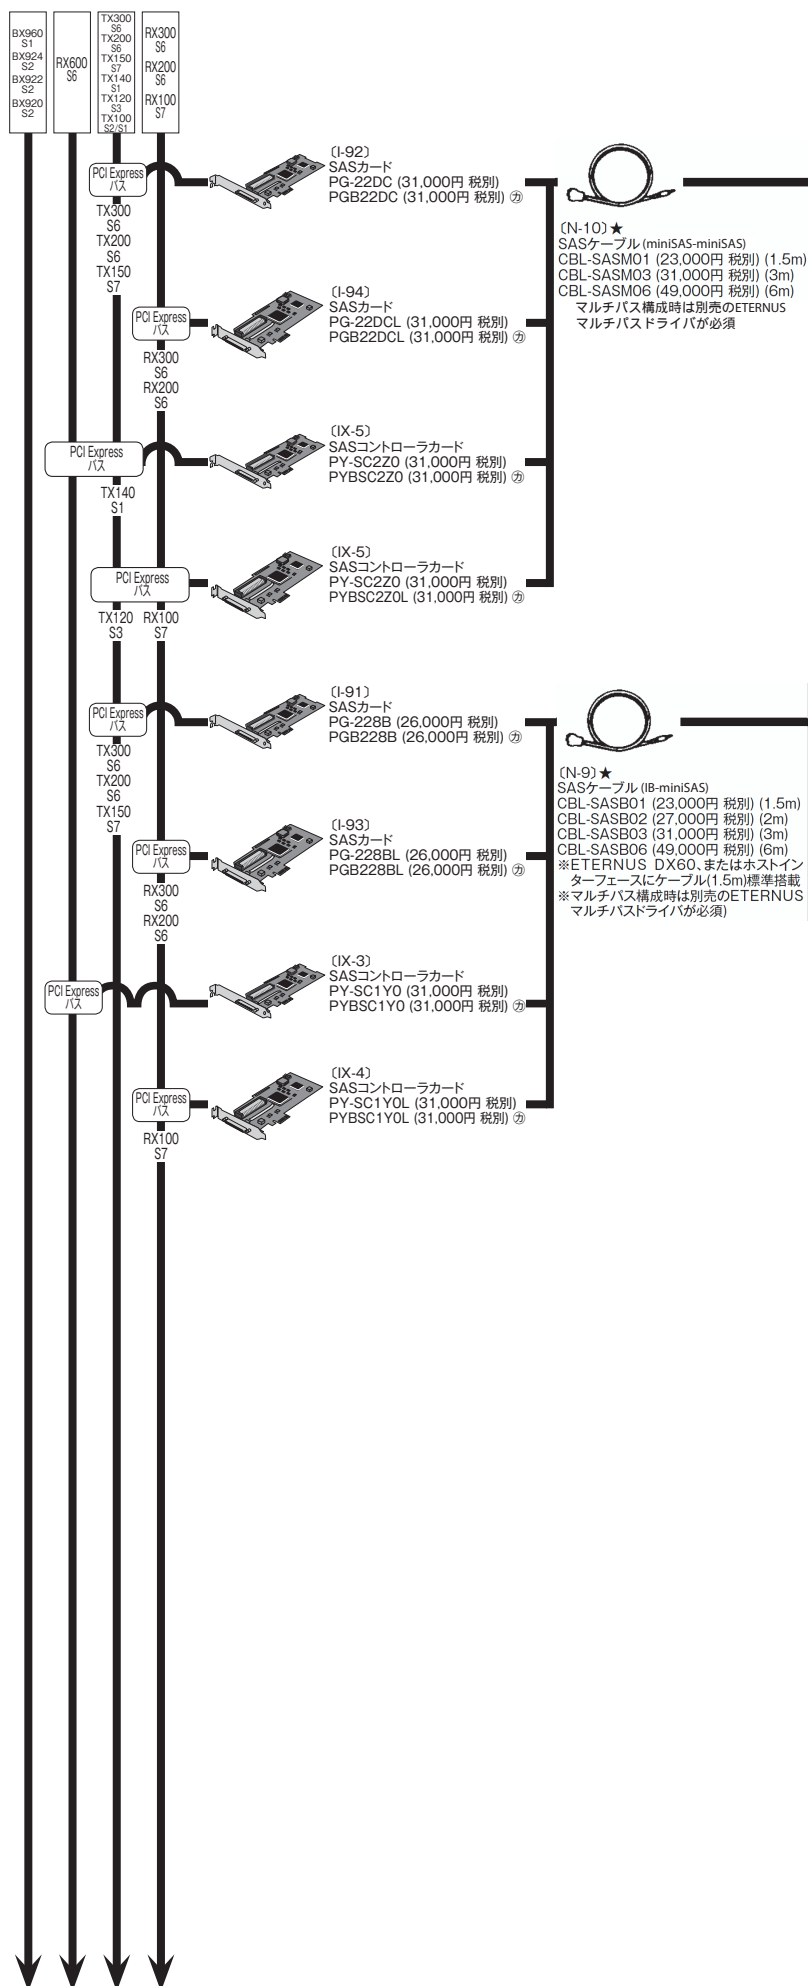 BX960
S1
BX924
S2
BX922
S2
BX920
S2
RX600
S6
TX300
S6
TX200
S6
TX150
S7
TX140
S1
TX120
S3
TX100
S2/S1
RX300
S6
RX200
S6
RX100
S7
PCI Express
バス
TX300
S6
TX200
S6
TX150
S7
〔I-92〕
SASカード
PG-22DC (31,000円 税別)
PGB22DC (31,000円 税別) ㋕
〔N-10〕★
SASケーブル(miniSAS-miniSAS)
CBL-SASM01 (23,000円 税別) (1.5m)
CBL-SASM03 (31,000円 税別) (3m)
CBL-SASM06 (49,000円 税別) (6m)
マルチパス構成時は別売のETERNUS
マルチパスドライバが必須
PCI Express
バス
RX300
S6
RX200
S6
〔I-94〕
SASカード
PG-22DCL (31,000円 税別)
PGB22DCL (31,000円 税別) ㋕
PCI Express
バス
TX140
S1
〔IX-5〕
SASコントローラカード
PY-SC2Z0 (31,000円 税別)
PYBSC2Z0 (31,000円 税別) ㋕
PCI Express
バス
TX120
S3
RX100
S7
〔IX-5〕
SASコントローラカード
PY-SC2Z0 (31,000円 税別)
PYBSC2Z0L (31,000円 税別) ㋕
PCI Express
バス
TX300
S6
TX200
S6
TX150
S7
〔I-91〕
SASカード
PG-228B (26,000円 税別)
PGB228B (26,000円 税別) ㋕
〔N-9〕★
SASケーブル(IB-miniSAS)
CBL-SASB01 (23,000円 税別) (1.5m)
CBL-SASB02 (27,000円 税別) (2m)
CBL-SASB03 (31,000円 税別) (3m)
CBL-SASB06 (49,000円 税別) (6m)
※ETERNUS DX60、またはホストイン
ターフェースにケーブル(1.5m)標準搭載
※マルチパス構成時は別売のETERNUS
マルチパスドライバが必須)
PCI Express
バス
RX300
S6
RX200
S6
〔I-93〕
SASカード
PG-228BL (26,000円 税別)
PGB228BL (26,000円 税別) ㋕
PCI Express
バス
〔IX-3〕
SASコントローラカード
PY-SC1Y0 (31,000円 税別)
PYBSC1Y0 (31,000円 税別) ㋕
PCI Express
バス
RX100
S7
〔IX-4〕
SASコントローラカード
PY-SC1Y0L (31,000円 税別)
PYBSC1Y0L (31,000円 税別) ㋕